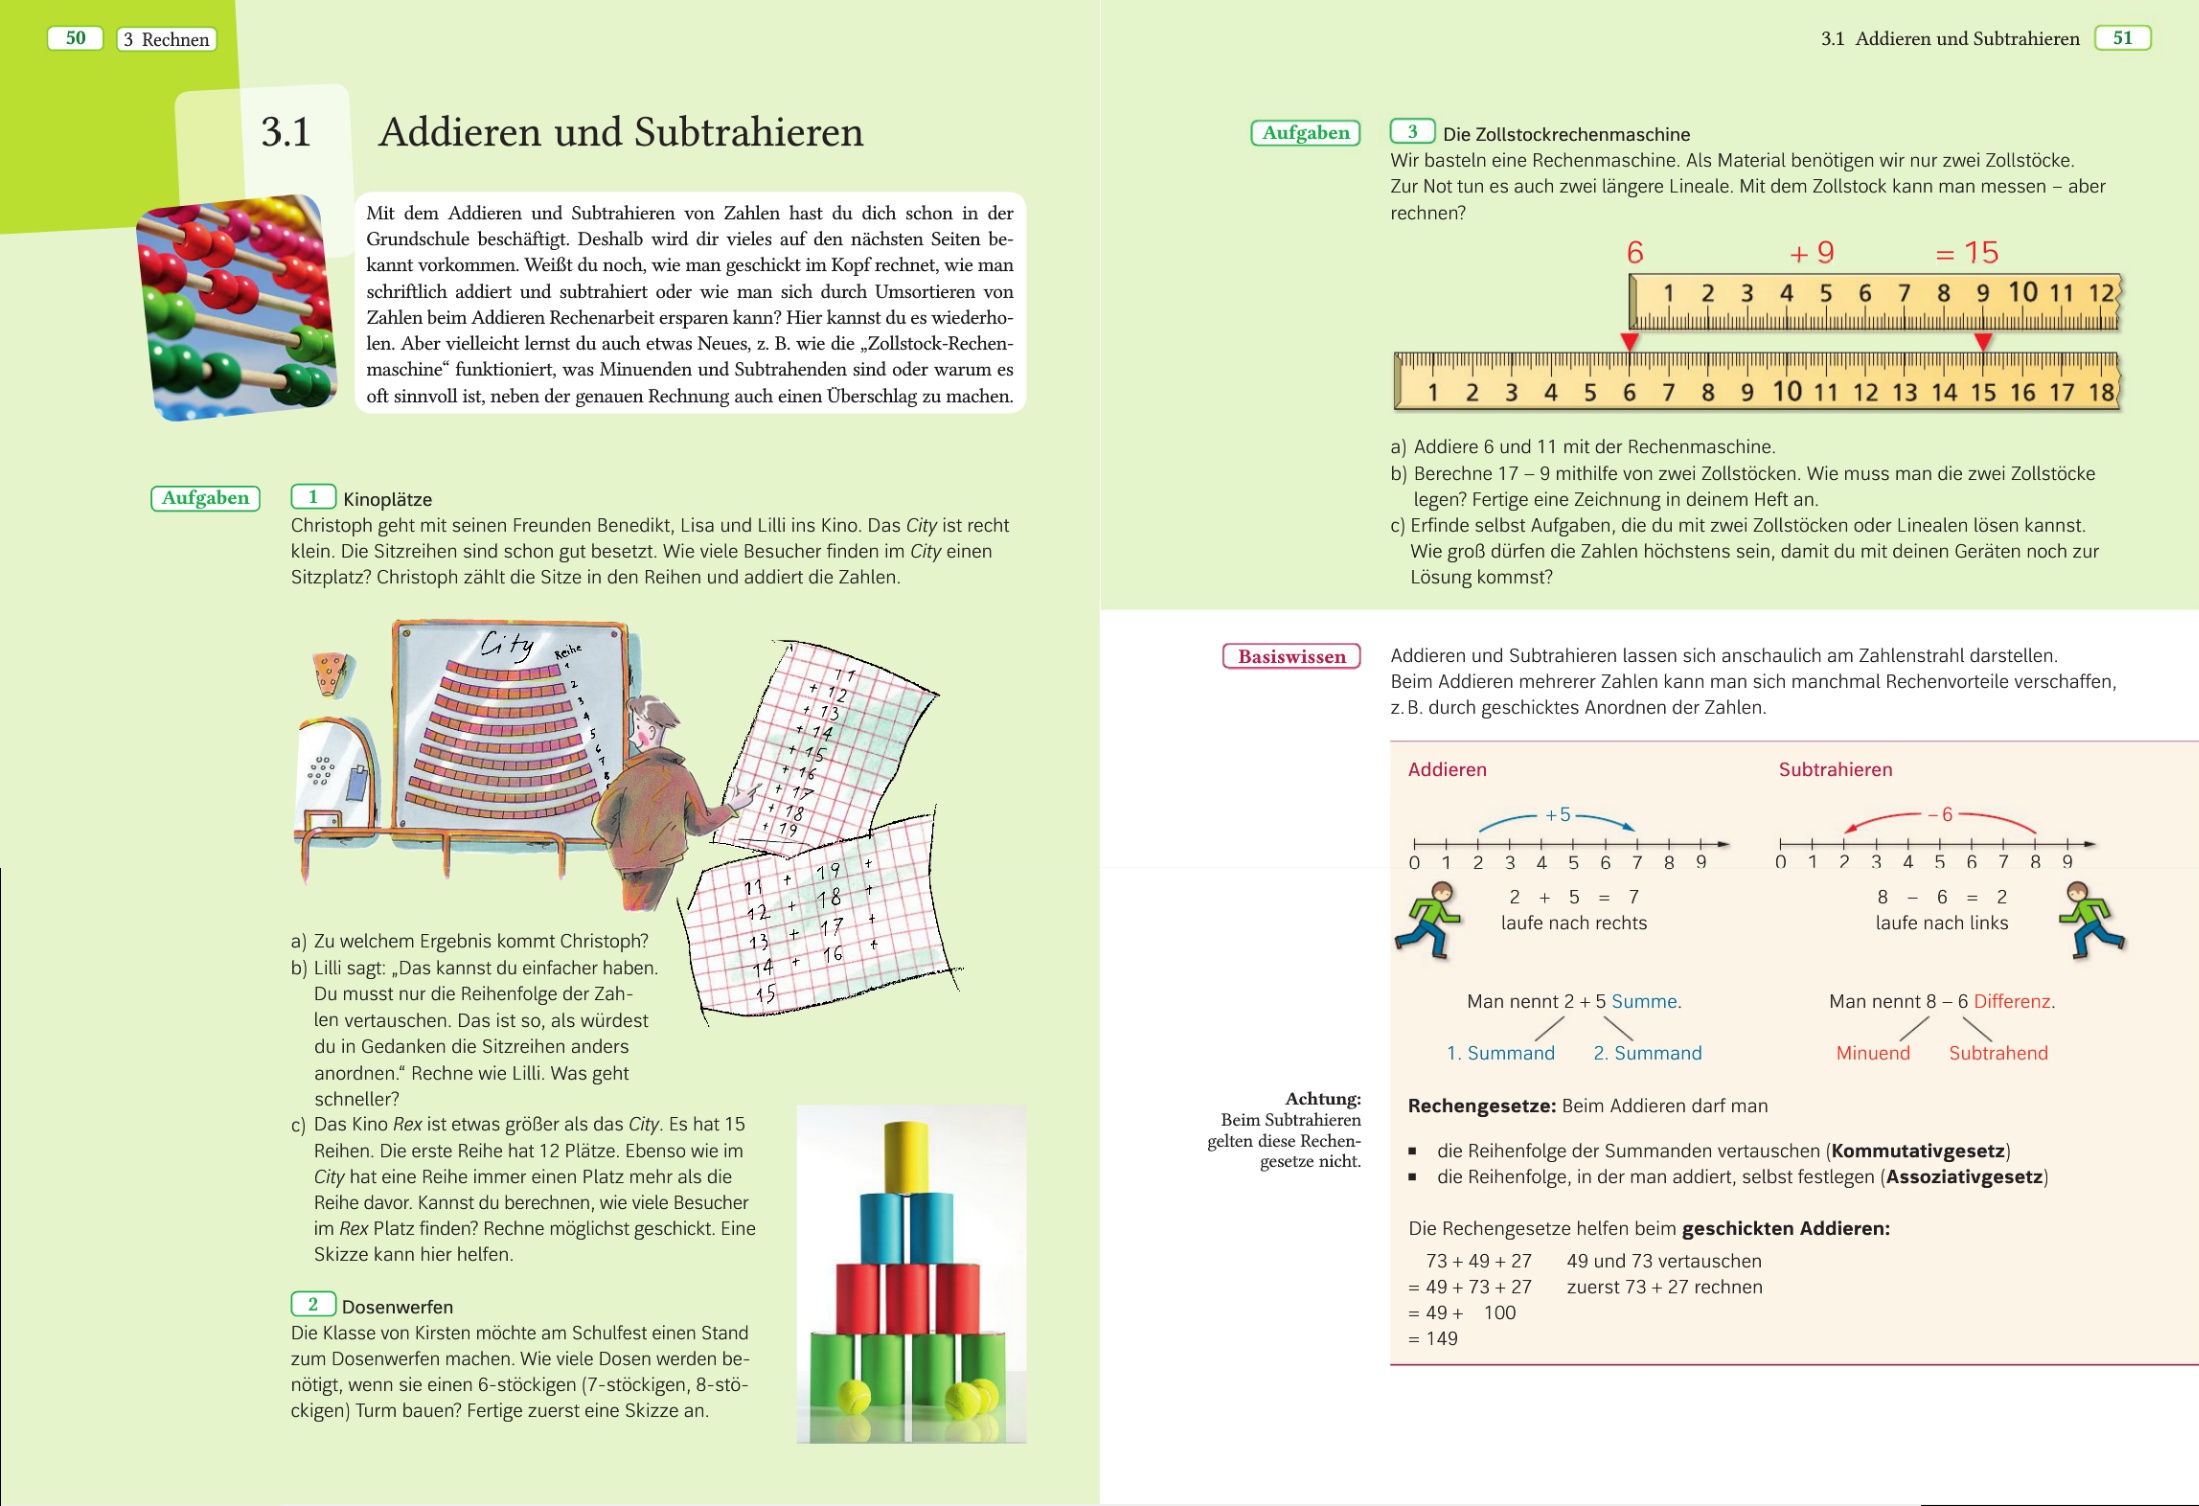 50 3 Rechnen
3.1 Addieren und Subtrahieren
Mit dem Addieren und Subtrahieren von Zahlen hast du dich schon in der
Grundschule beschäftigt. Deshalb wird dir vieles auf den nächsten Seiten be-
kannt vorkommen. Weißt du noch, wie man geschickt im Kopf rechnet, wie man
schriftlich addiert und subtrahiert oder wie man sich durch Umsortieren von
Zahlen beim Addieren Rechenarbeit ersparen kann? Hier kannst du es wiederho-
len. Aber vielleicht lernst du auch etwas Neues, z. B. wie die „Zollstock-Rechen-
maschine“ funktioniert, was Minuenden und Subtrahenden sind oder warum es
oft sinnvoll ist, neben der genauen Rechnung auch einen Überschlag zu machen.
Aufgaben
1 Kinoplätze
Christoph geht mit seinen Freunden Benedikt, Lisa und Lilli ins Kino. Das City ist recht
klein. Die Sitzreihen sind schon gut besetzt. Wie viele Besucher finden im City einen
Sitzplatz? Christoph zählt die Sitze in den Reihen und addiert die Zahlen.
City
Reihe
1
2
3
4
5
6
7
8
11
+ 12
+ 13
+ 14
+ 15
+ 16
+ 17
+ 18
+ 19
11 + 19 +
12 + 18 +
13 + 17 +
14 + 16 +
15
a) Zu welchem Ergebnis kommt Christoph?
b) Lilli sagt: „Das kannst du einfacher haben.
Du musst nur die Reihenfolge der Zah-
len vertauschen. Das ist so, als würdest
du in Gedanken die Sitzreihen anders
anordnen.“ Rechne wie Lilli. Was geht
schneller?
c) Das Kino Rex ist etwas größer als das City. Es hat 15
Reihen. Die erste Reihe hat 12 Plätze. Ebenso wie im
City hat eine Reihe immer einen Platz mehr als die
Reihe davor. Kannst du berechnen, wie viele Besucher
im Rex Platz finden? Rechne möglichst geschickt. Eine
Skizze kann hier helfen.
2 Dosenwerfen
Die Klasse von Kirsten möchte am Schulfest einen Stand
zum Dosenwerfen machen. Wie viele Dosen werden be-
nötigt, wenn sie einen 6-stöckigen (7-stöckigen, 8-stö-
ckigen) Turm bauen? Fertige zuerst eine Skizze an.
3.1 Addieren und Subtrahieren 51
Aufgaben
3 Die Zollstockrechenmaschine
Wir basteln eine Rechenmaschine. Als Material benötigen wir nur zwei Zollstöcke.
Zur Not tun es auch zwei längere Lineale. Mit dem Zollstock kann man messen – aber
rechnen?
6 + 9 = 15
1 2 3 4 5 6 7 8 9 10 11 12
1 2 3 4 5 6 7 8 9 10 11 12 13 14 15 16 17 18
a) Addiere 6 und 11 mit der Rechenmaschine.
b) Berechne 17 – 9 mithilfe von zwei Zollstöcken. Wie muss man die zwei Zollstöcke
legen? Fertige eine Zeichnung in deinem Heft an.
c) Erfinde selbst Aufgaben, die du mit zwei Zollstöcken oder Linealen lösen kannst.
Wie groß dürfen die Zahlen höchstens sein, damit du mit deinen Geräten noch zur
Lösung kommst?
Basiswissen
Addieren und Subtrahieren lassen sich anschaulich am Zahlenstrahl darstellen.
Beim Addieren mehrerer Zahlen kann man sich manchmal Rechenvorteile verschaffen,
z. B. durch geschicktes Anordnen der Zahlen.
Addieren
+5
0 1 2 3 4 5 6 7 8 9
2 + 5 = 7
laufe nach rechts
Man nennt 2 + 5 Summe.
1. Summand 2. Summand
Subtrahieren
– 6
0 1 2 3 4 5 6 7 8 9
8 – 6 = 2
laufe nach links
Man nennt 8 – 6 Differenz.
Minuend Subtrahend
Achtung:
Beim Subtrahieren
gelten diese Rechen-
gesetze nicht.
Rechengesetze: Beim Addieren darf man
▪ die Reihenfolge der Summanden vertauschen (Kommutativgesetz)
▪ die Reihenfolge, in der man addiert, selbst festlegen (Assoziativgesetz)
Die Rechengesetze helfen beim geschickten Addieren:
73 + 49 + 27 49 und 73 vertauschen
= 49 + 73 + 27 zuerst 73 + 27 rechnen
= 49 + 100
= 149